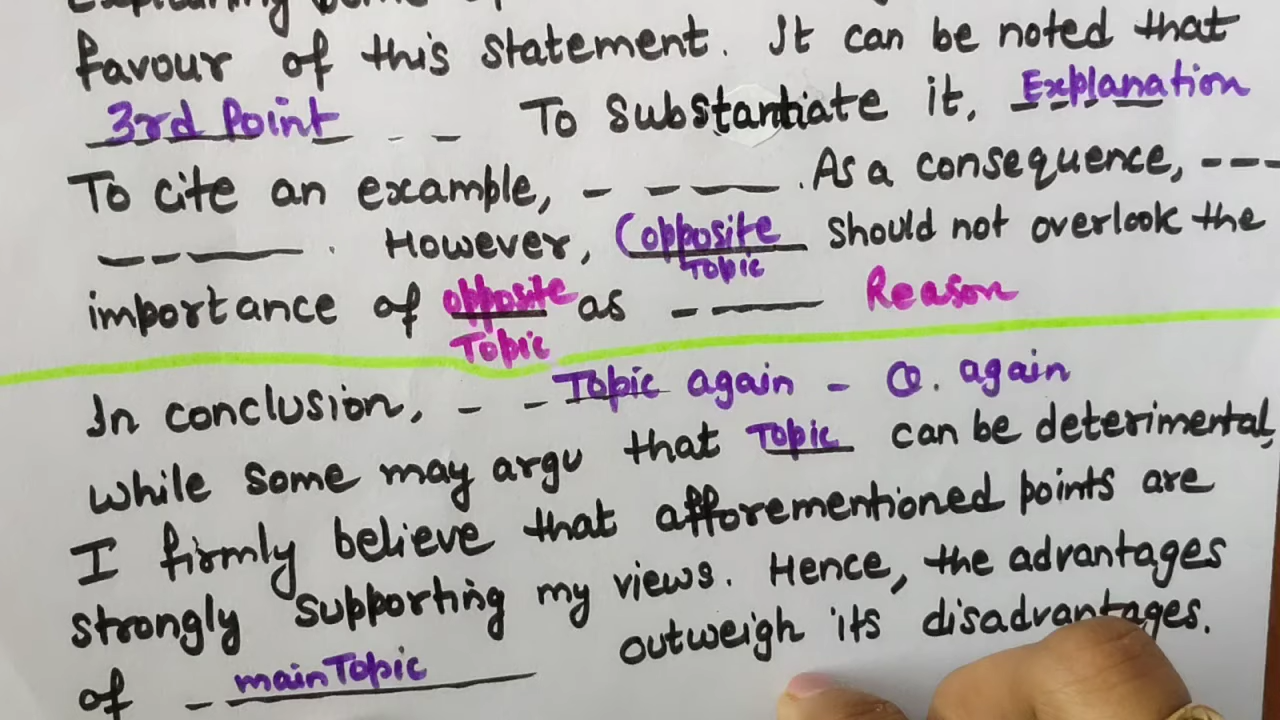 favour of this statement. It can be noted that
3rd Point _ _ _ To Substantiate it, Explanation
To cite an example, - - - - - . As a consequence, - - -
- - - - - . However, (opposite Topic should not overlook the
importance of opposite Topic as - - - - Reason
In conclusion, - - Topic again - Q. again
while some may argu that Topic can be deterimental,
I firmly believe that afforementioned points are
strongly supporting my views. Hence, the advantages
of - main Topic outweigh its disadvantages.